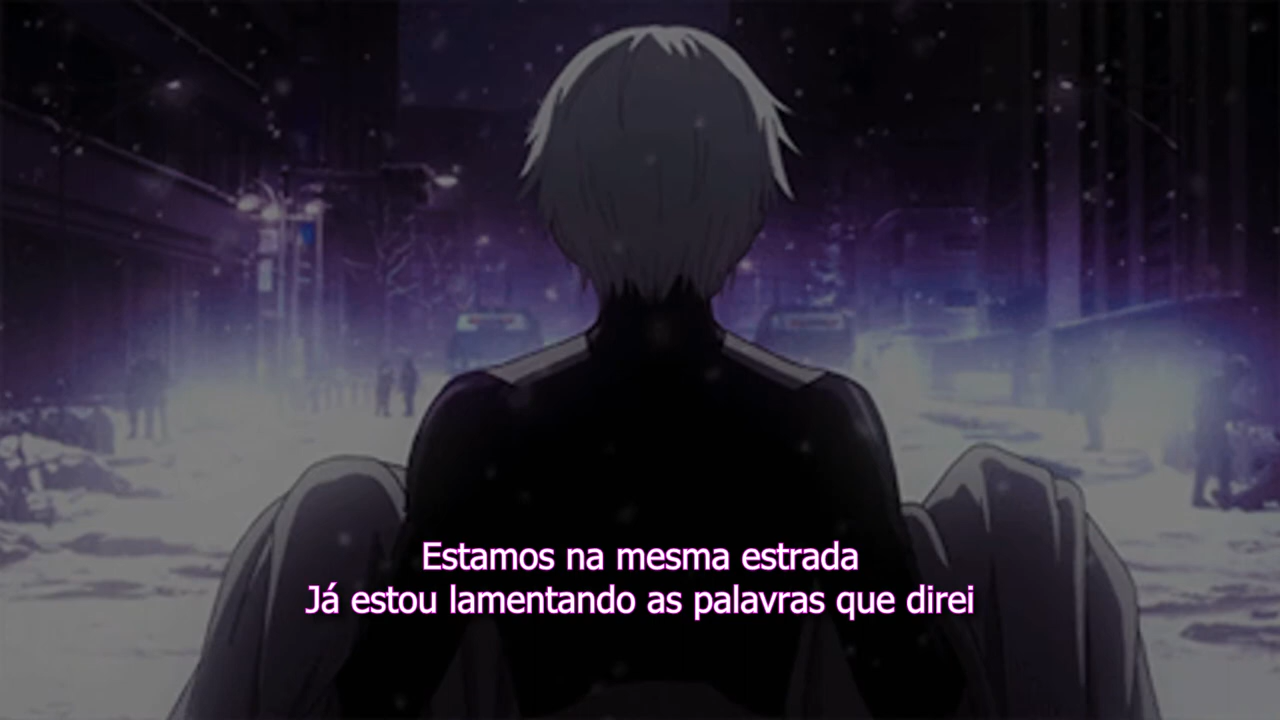 Estamos na mesma estrada
Já estou lamentando as palavras que direi